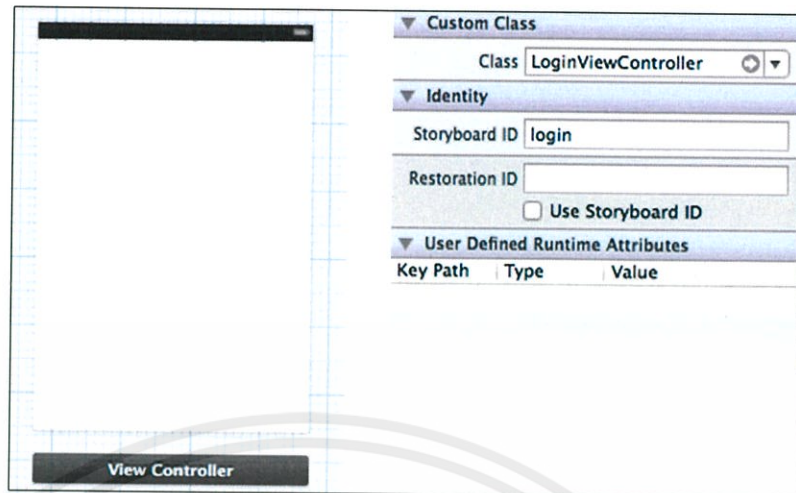 Custom Class
Class LoginViewController
Identity
Storyboard ID login
Restoration ID
Use Storyboard ID
User Defined Runtime Attributes
Key Path Type Value
View Controller